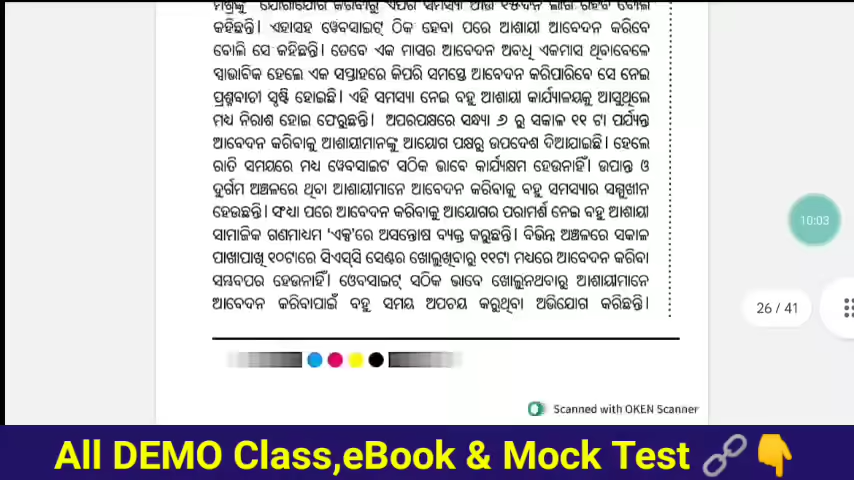 କହିଛନ୍ତି। ଏହାସହ ୱେବସାଇଟ୍ ଠିକ ହେବା ପରେ ଆଶାୟୀ ଆବେଦନ କରିବେ
ବୋଲି ସେ କହିଛନ୍ତି। ତେବେ ଏକ ମାସର ଆବେଦନ ଅବଧି ଏକମାସ ଥିବାବେଳେ
ସ୍ୱାଭାବିକ ହେଲେ ଏକ ସପ୍ତାହରେ କିପରି ସମସ୍ତେ ଆବେଦନ କରିପାରିବେ ସେ ନେଇ
ପ୍ରଶ୍ନବାଚୀ ସୃଷ୍ଟି ହୋଇଛି। ଏହି ସମସ୍ୟା ନେଇ ବହୁ ଆଶାୟୀ କାର୍ଯ୍ୟାଳୟକୁ ଆସୁଥିଲେ
ମଧ୍ୟ ନିରାଶ ହୋଇ ଫେରୁଛନ୍ତି। ଅପରପକ୍ଷରେ ସନ୍ଧ୍ୟା ୬ ରୁ ସକାଳ ୧୧ ଟା ପର୍ଯ୍ୟନ୍ତ
ଆବେଦନ କରିବାକୁ ଆଶାୟୀମାନଙ୍କୁ ଆୟୋଗ ପକ୍ଷରୁ ଉପଦେଶ ଦିଆଯାଇଛି। ହେଲେ
ରାତି ସମୟରେ ମଧ୍ୟ ୱେବସାଇଟ ସଠିକ ଭାବେ କାର୍ଯ୍ୟକ୍ଷମ ହେଉନାହିଁ। ଉପାନ୍ତ ଓ
ଦୁର୍ଗମ ଅଞ୍ଚଳରେ ଥିବା ଆଶାୟୀମାନେ ଆବେଦନ କରିବାକୁ ବହୁ ସମସ୍ୟାର ସମ୍ମୁଖୀନ
ହେଉଛନ୍ତି। ସଂଧ୍ୟା ପରେ ଆବେଦନ କରିବାକୁ ଆୟୋଗର ପରାମର୍ଶ ନେଇ ବହୁ ଆଶାୟୀ
ସାମାଜିକ ଗଣମାଧ୍ୟମ ‘ଏକ୍ସ’ରେ ଅସନ୍ତୋଷ ବ୍ୟକ୍ତ କରୁଛନ୍ତି। ବିଭିନ୍ନ ଅଞ୍ଚଳରେ ସକାଳ
ପାଖାପାଖି ୧୦ଟାରେ ସିଏସ୍‌ସି ସେଣ୍ଟର ଖୋଲୁଖିବାରୁ ୧୧ଟା ମଧ୍ୟରେ ଆବେଦନ କରିବା
ସମ୍ଭବପର ହେଉନାହିଁ। ଓେବସାଇଟ୍ ସଠିକ ଭାବେ ଖୋଲୁନଥବାରୁ ଆଶାୟୀମାନେ
ଆବେଦନ କରିବାପାଇଁ ବହୁ ସମୟ ଅପଚୟ କରୁଥିବା ଅଭିଯୋଗ କରିଛନ୍ତି।
10:03
26 / 41
Scanned with OKEN Scanner
All DEMO Class,eBook & Mock Test